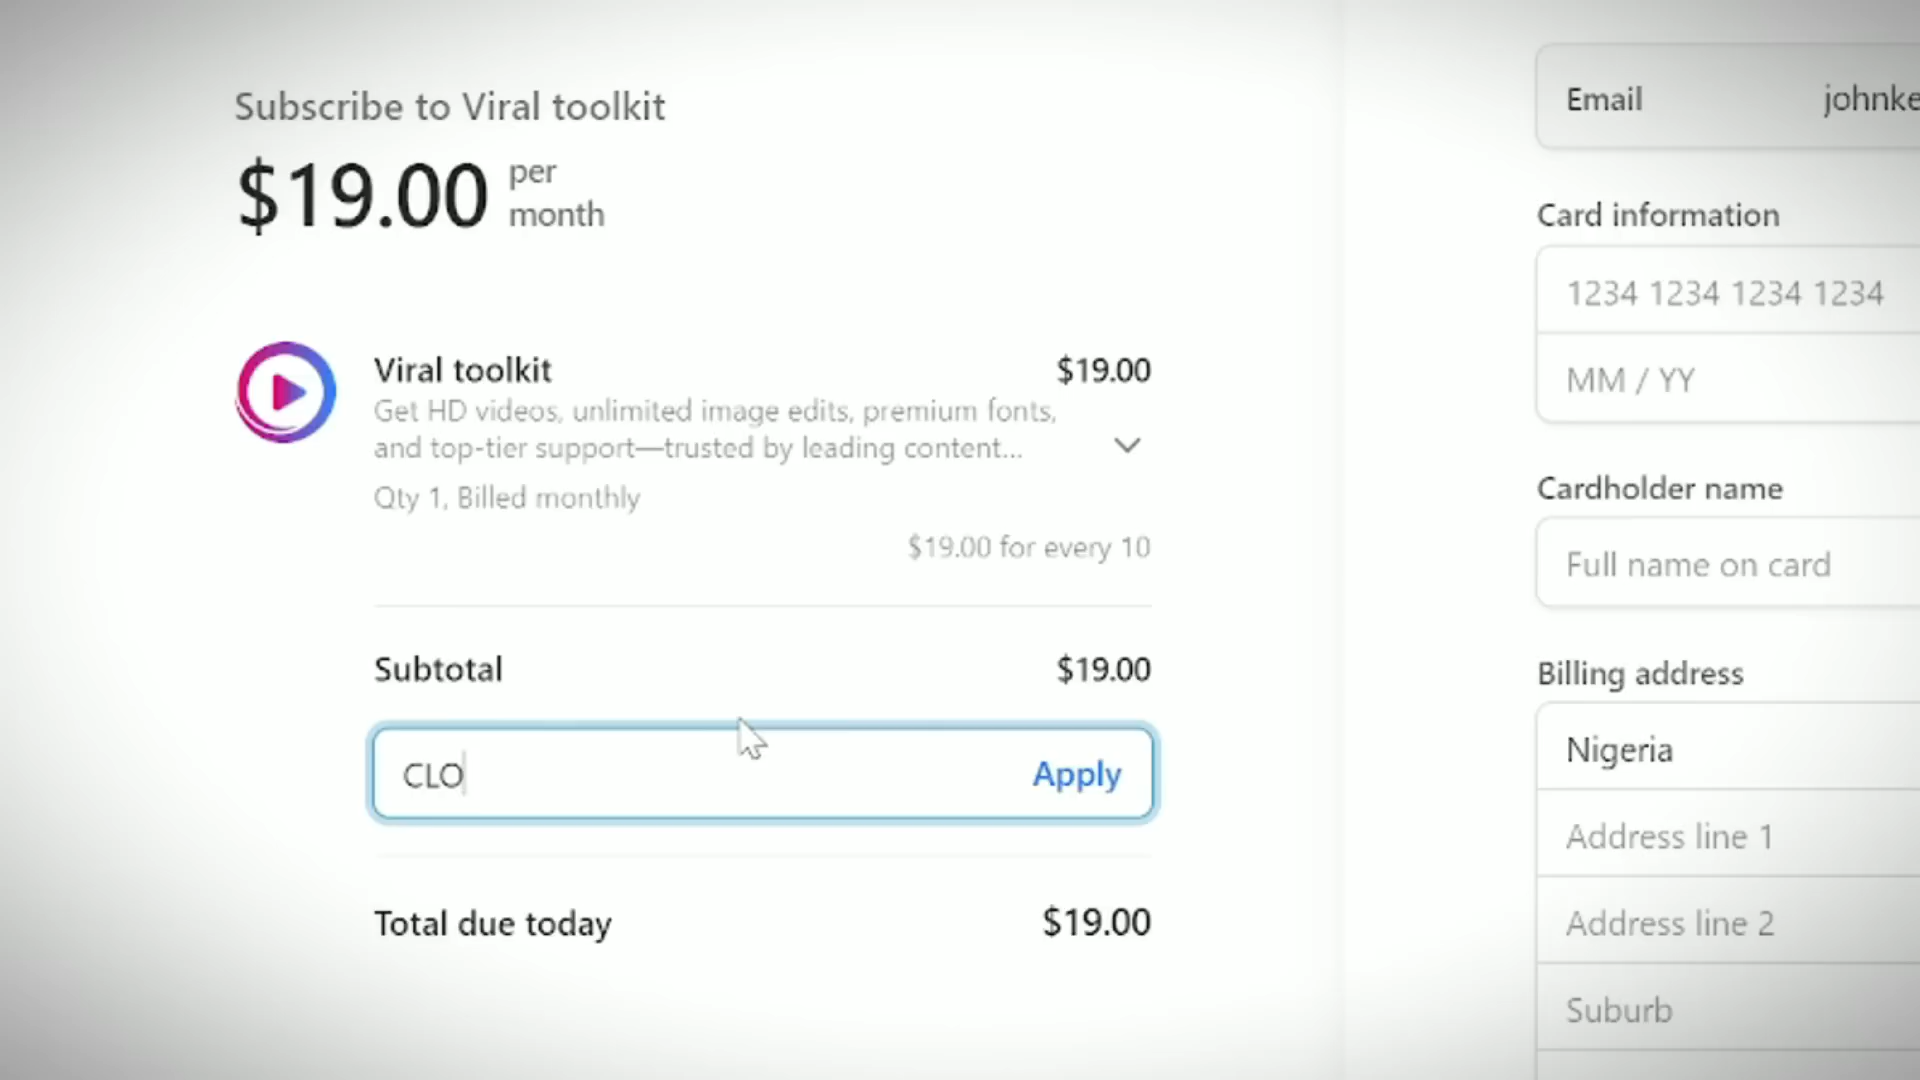 Subscribe to Viral toolkit
$19.00 per month
Viral toolkit $19.00
Get HD videos, unlimited image edits, premium fonts,
and top-tier support—trusted by leading content...
Qty 1, Billed monthly
$19.00 for every 10
Subtotal $19.00
CLO Apply
Total due today $19.00
Email johnke
Card information
1234 1234 1234 1234
MM / YY
Cardholder name
Full name on card
Billing address
Nigeria
Address line 1
Address line 2
Suburb